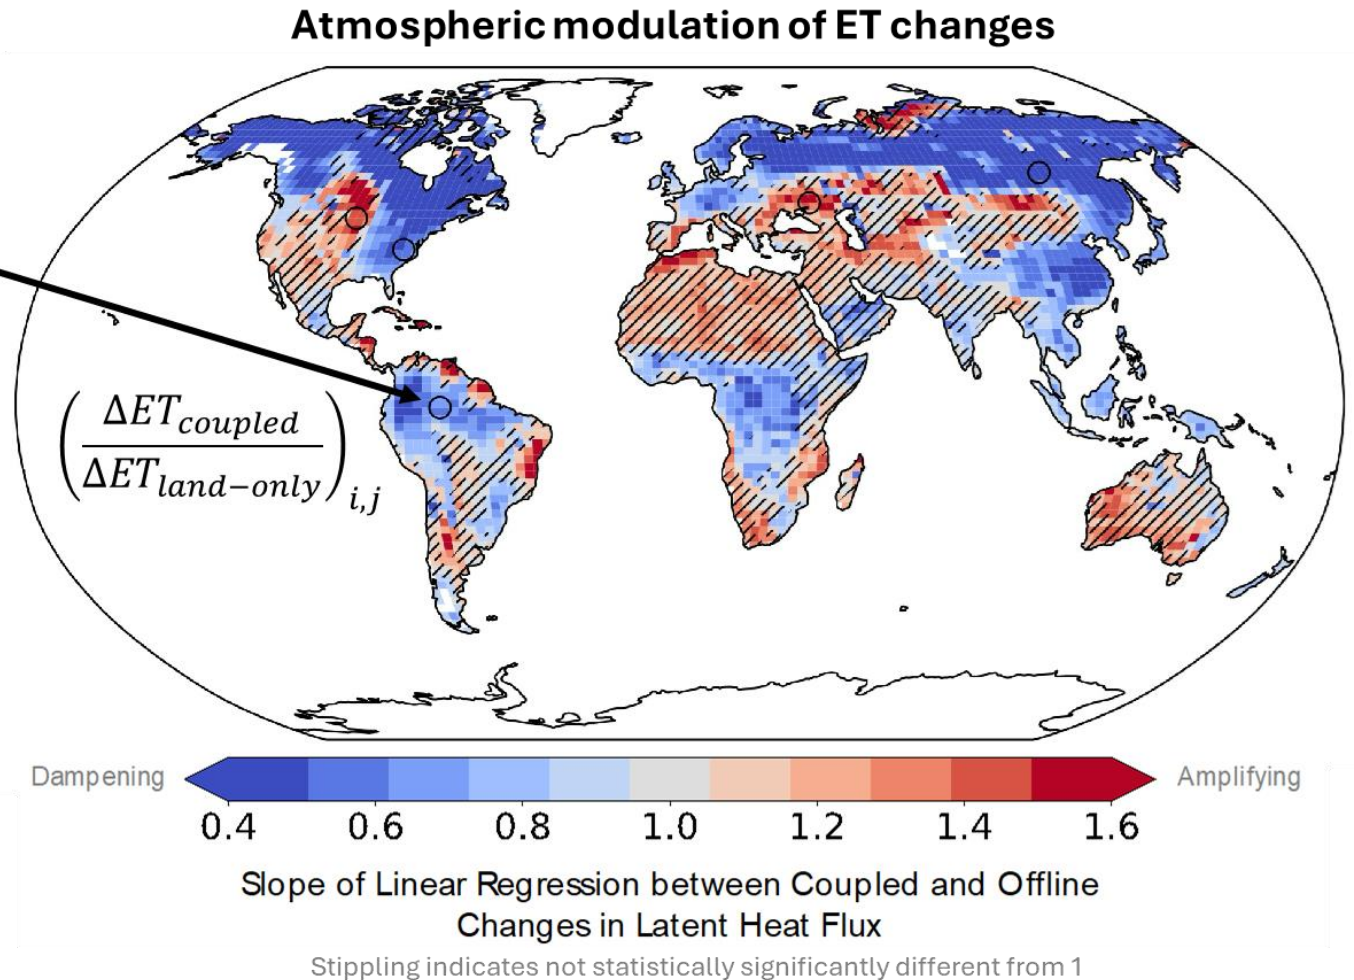 Atmospheric modulation of ET changes
(ΔET_coupled / ΔET_land−only)_i,j
Dampening
Amplifying
0.4 0.6 0.8 1.0 1.2 1.4 1.6
Slope of Linear Regression between Coupled and Offline
Changes in Latent Heat Flux
Stippling indicates not statistically significantly different from 1